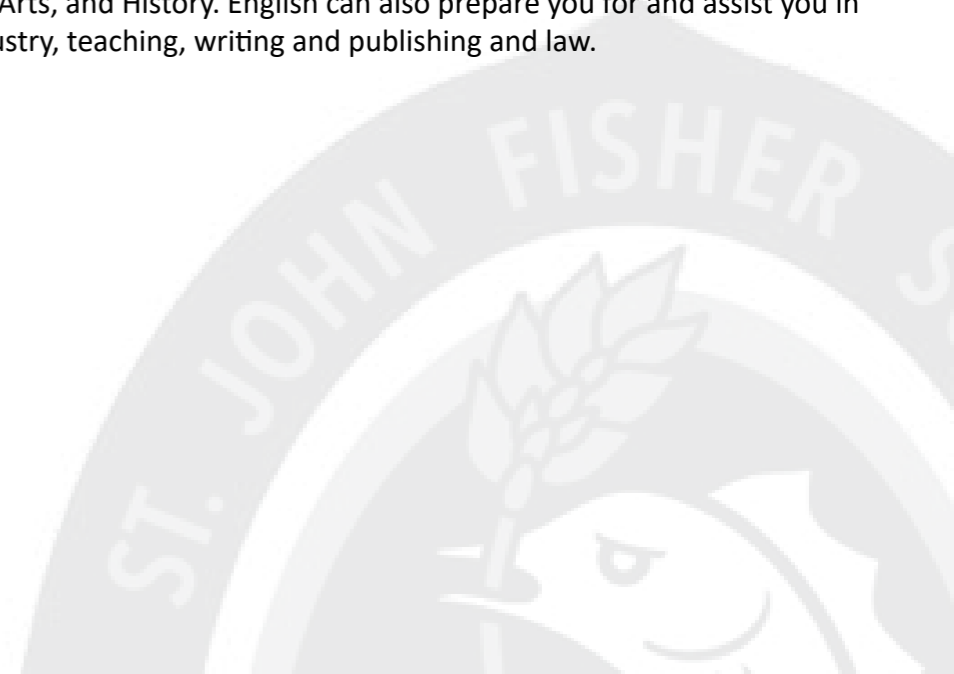 Arts, and History. English can also prepare you for and assist you in
ustry, teaching, writing and publishing and law.
ST. JOHN FISHER